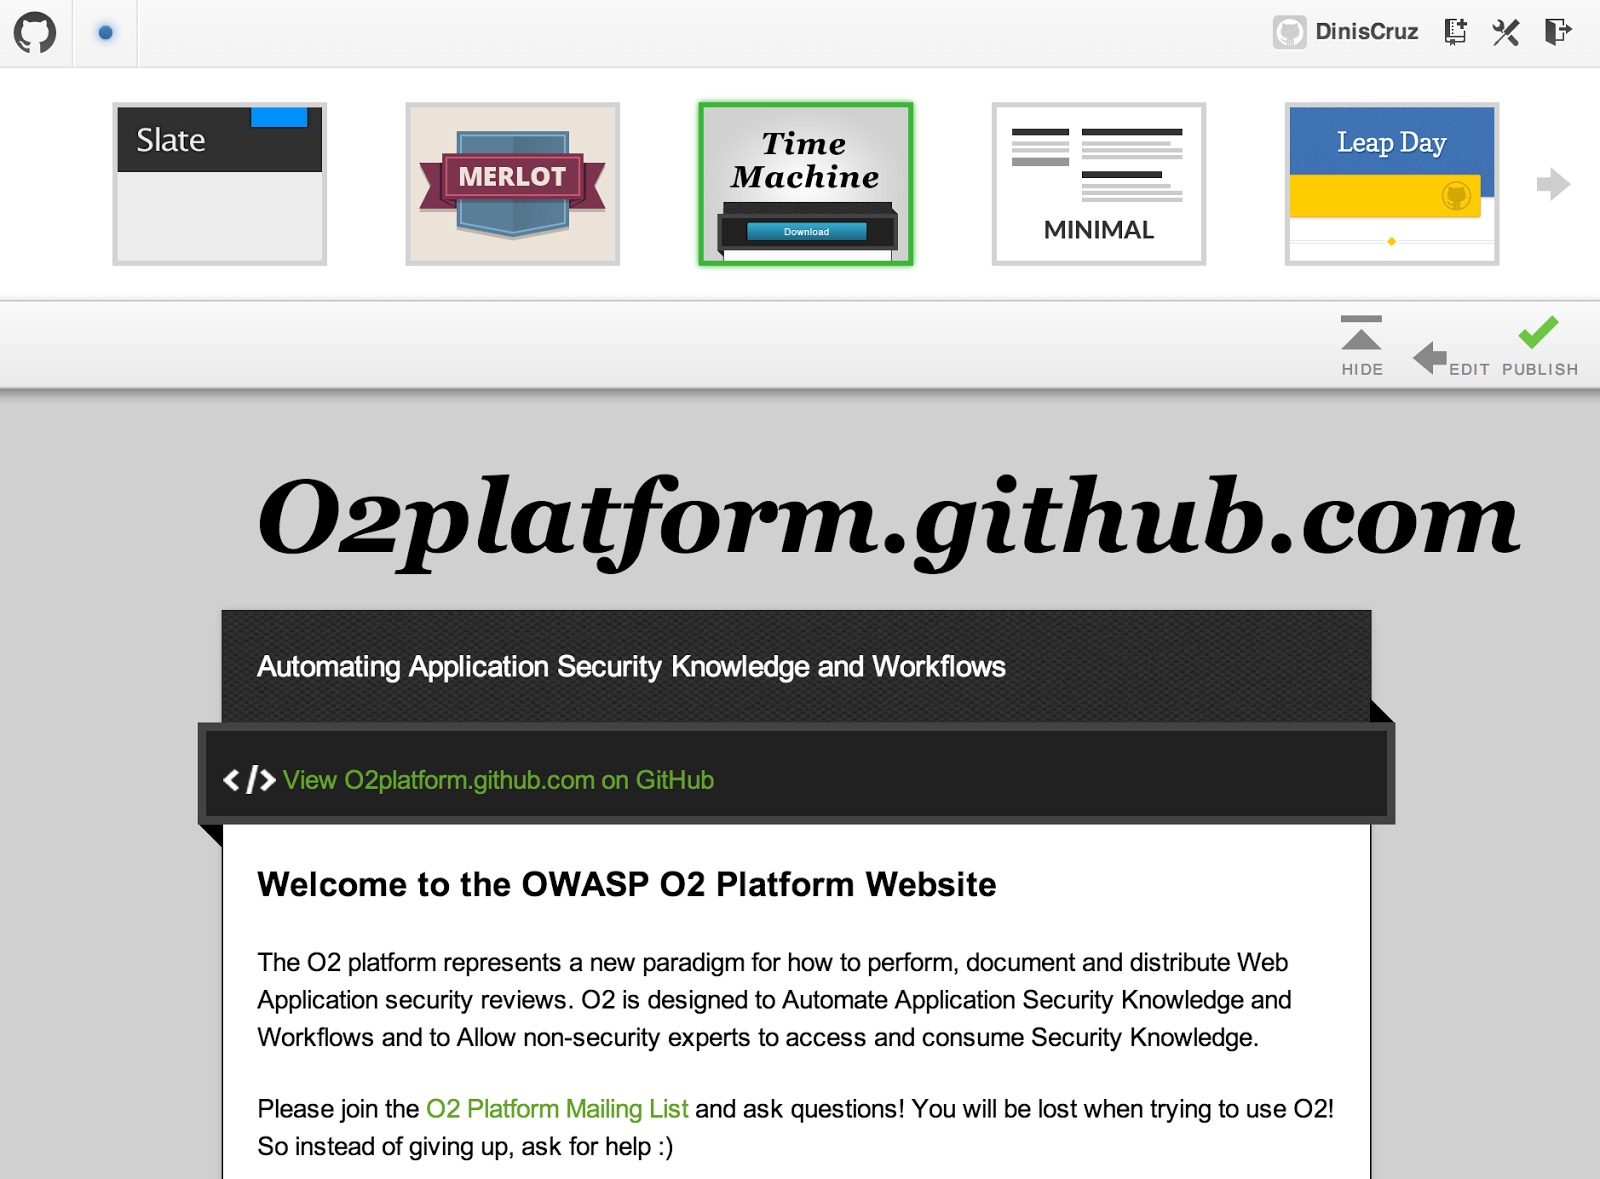 DinisCruz
Slate
MERLOT
Time
Machine
Download
MINIMAL
Leap Day
HIDE
EDIT
PUBLISH
O2platform.github.com
Automating Application Security Knowledge and Workflows
</> View O2platform.github.com on GitHub
Welcome to the OWASP O2 Platform Website
The O2 platform represents a new paradigm for how to perform, document and distribute Web
Application security reviews. O2 is designed to Automate Application Security Knowledge and
Workflows and to Allow non-security experts to access and consume Security Knowledge.
Please join the O2 Platform Mailing List and ask questions! You will be lost when trying to use O2!
So instead of giving up, ask for help :)